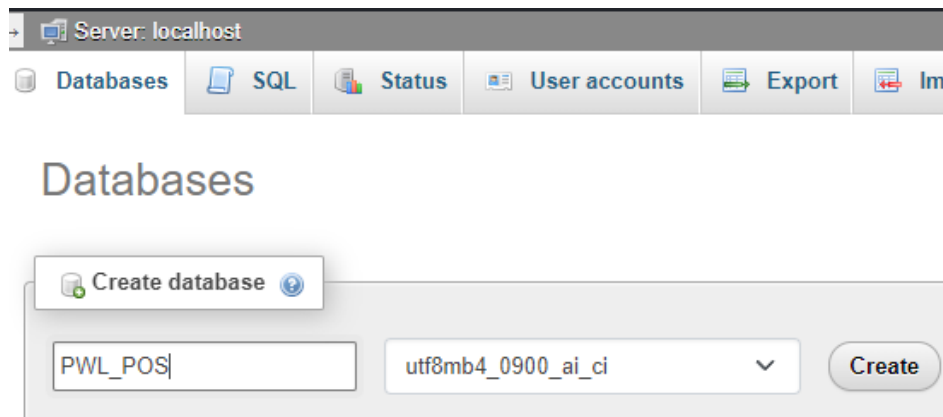 Server: localhost
Databases SQL Status User accounts Export Im
Databases
Create database
PWL_POS utf8mb4_0900_ai_ci Create